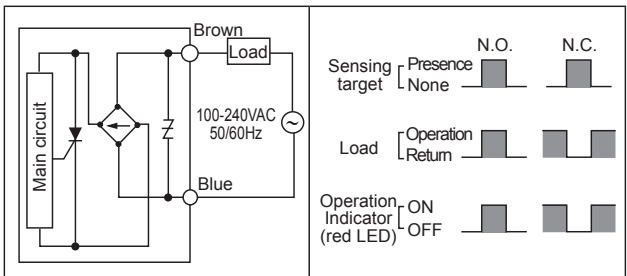 Brown
Load
Main circuit
100-240VAC
50/60Hz
~
Blue
N.O. N.C.
Sensing target Presence
None
Load Operation
Return
Operation Indicator (red LED) ON
OFF